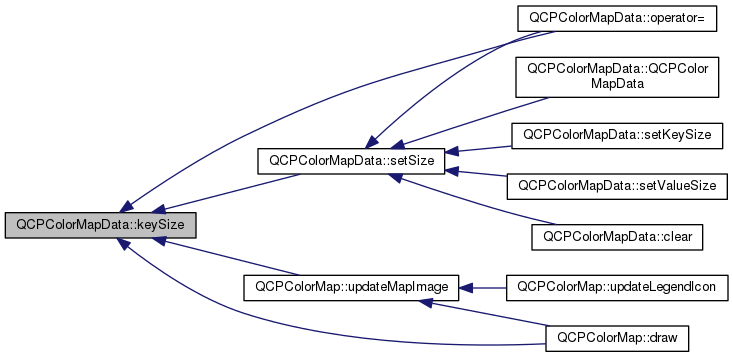 QCPColorMapData::operator=
QCPColorMapData::QCPColor
MapData
QCPColorMapData::setKeySize
QCPColorMapData::setSize
QCPColorMapData::setValueSize
QCPColorMapData::keySize
QCPColorMapData::clear
QCPColorMap::updateMapImage
QCPColorMap::updateLegendIcon
QCPColorMap::draw